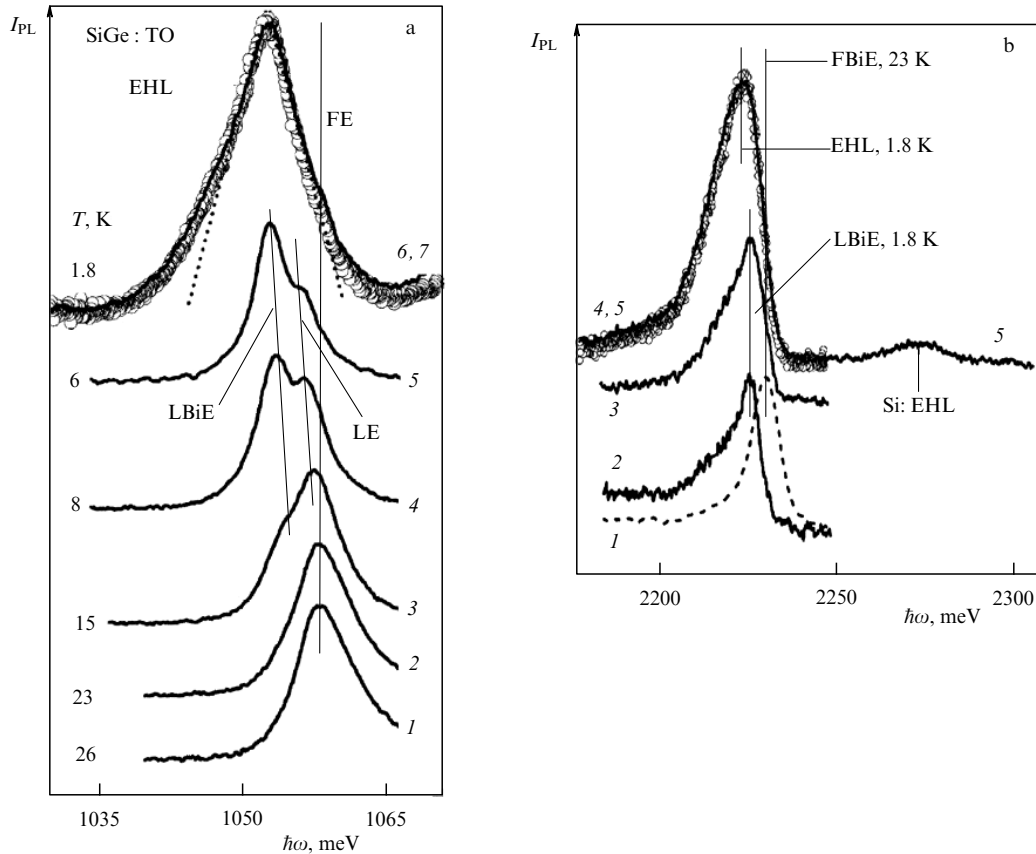 I_PL
SiGe : TO
a
EHL
FE
T, K
1.8
6, 7
6
5
LBiE
LE
8
4
15
3
23
2
26
1
1035
1050
1065
ħω, meV
I_PL
b
FBiE, 23 K
EHL, 1.8 K
LBiE, 1.8 K
4, 5
5
3
Si: EHL
2
1
2200
2250
2300
ħω, meV